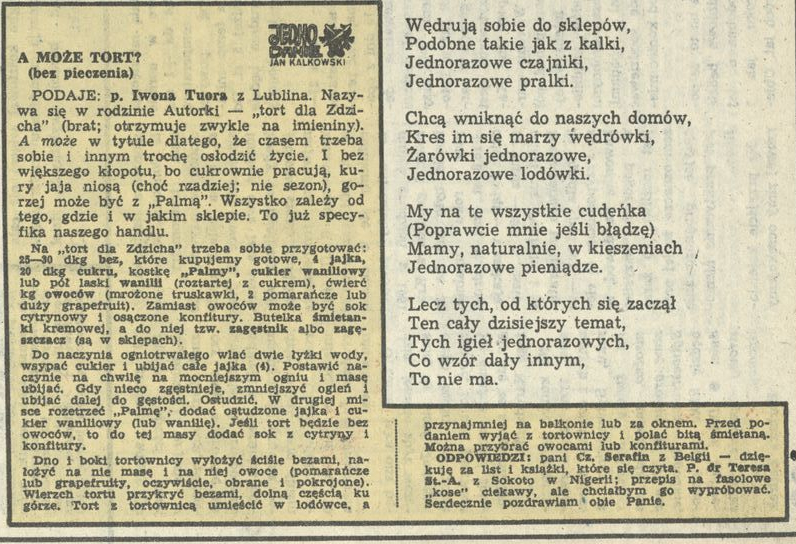 JEDNO
DANIE
JAN KALKOWSKI
A MOŻE TORT?
(bez pieczenia)
PODAJE: p. Iwona Tuora z Lublina. Nazy-
wa się w rodzinie Autorki — „tort dla Zdzi-
cha" (brat; otrzymuje zwykle na imieniny).
A może w tytule dlatego, że czasem trzeba
sobie i innym trochę osłodzić życie. I bez
większego kłopotu, bo cukrownie pracują, ku-
ry jaja niosą (choć rzadziej; nie sezon), go-
rzej może być z „Palmą". Wszystko zależy od
tego, gdzie i w jakim sklepie. To już specy-
fika naszego handlu.
Na „tort dla Zdzicha" trzeba sobie przygotować:
25—30 dkg bez, które kupujemy gotowe, 4 jajka,
20 dkg cukru, kostkę „Palmy", cukier waniliowy
lub pół laski wanilii (roztartej z cukrem), ćwierć
kg owoców (mrożone truskawki, 2 pomarańcze lub
duży grapefruit). Zamiast owoców może być sok
cytrynowy i osączone konfitury. Butelka śmietan-
ki kremowej, a do niej tzw. zagęstnik albo zagę-
szczacz (są w sklepach).
Do naczynia ogniotrwałego wlać dwie łyżki wody,
wsypać cukier i ubijać całe jajka (4). Postawić na-
czynie na chwilę na mocniejszym ogniu i masę
ubijać. Gdy nieco zgęstnieje, zmniejszyć ogień i
ubijać dalej do gęstości. Ostudzić. W drugiej mi-
sce rozetrzeć „Palmę", dodać ostudzone jajka i cu-
kier waniliowy (lub wanilię). Jeśli tort będzie bez
owoców, to do tej masy dodać sok z cytryny i
konfitury.
Dno i boki tortownicy wyłożyć ściśle bezami, na-
łożyć na nie masę i na niej owoce (pomarańcze
lub grapefruity, oczywiście, obrane i pokrojone).
Wierzch tortu przykryć bezami, dolną częścią ku
górze. Tort z tortownicą umieścić w lodówce, a
przynajmniej na balkonie lub za oknem. Przed po-
daniem wyjąć z tortownicy i polać bitą śmietaną.
Można przybrać owocami lub konfiturami.
ODPOWIEDZI: pani Cz. Serafin z Belgii — dzię-
kuję za list i książki, które się czyta. P. dr Teresa
St.-A. z Sokoto w Nigerii; przepis na fasolowe
„kose" ciekawy, ale chciałbym go wypróbować.
Serdecznie pozdrawiam obie Panie.
Wędrują sobie do sklepów,
Podobne takie jak z kalki,
Jednorazowe czajniki,
Jednorazowe pralki.
Chcą wniknąć do naszych domów,
Kres im się marzy wędrówki,
Żarówki jednorazowe,
Jednorazowe lodówki.
My na te wszystkie cudeńka
(Poprawcie mnie jeśli błądzę)
Mamy, naturalnie, w kieszeniach
Jednorazowe pieniądze.
Lecz tych, od których się zaczął
Ten cały dzisiejszy temat,
Tych igieł jednorazowych,
Co wzór dały innym,
To nie ma.